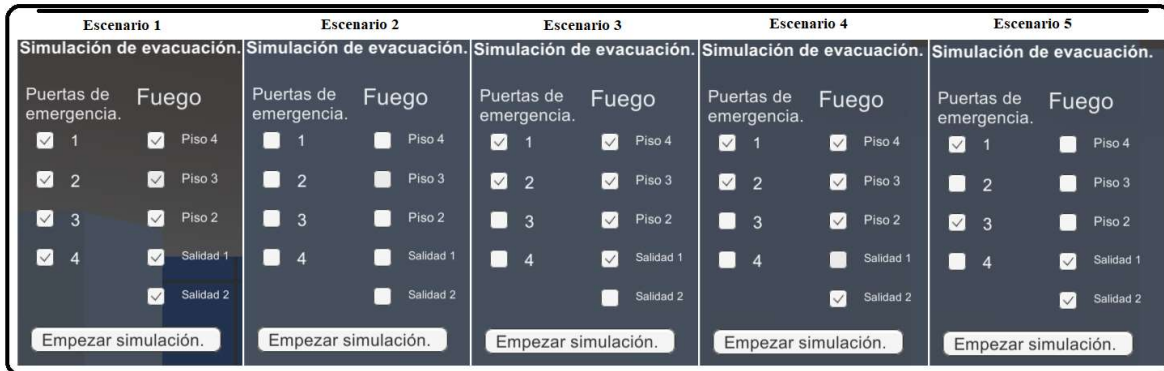 Escenario 1
Simulación de evacuación.
Puertas de emergencia.
Fuego
1
Piso 4
2
Piso 3
3
Piso 2
4
Salidad 1
Salidad 2
Empezar simulación.
Escenario 2
Simulación de evacuación.
Puertas de emergencia.
Fuego
1
Piso 4
2
Piso 3
3
Piso 2
4
Salidad 1
Salidad 2
Empezar simulación.
Escenario 3
Simulación de evacuación.
Puertas de emergencia.
Fuego
1
Piso 4
2
Piso 3
3
Piso 2
4
Salidad 1
Salidad 2
Empezar simulación.
Escenario 4
Simulación de evacuación.
Puertas de emergencia.
Fuego
1
Piso 4
2
Piso 3
3
Piso 2
4
Salidad 1
Salidad 2
Empezar simulación.
Escenario 5
Simulación de evacuación.
Puertas de emergencia.
Fuego
1
Piso 4
2
Piso 3
3
Piso 2
4
Salidad 1
Salidad 2
Empezar simulación.